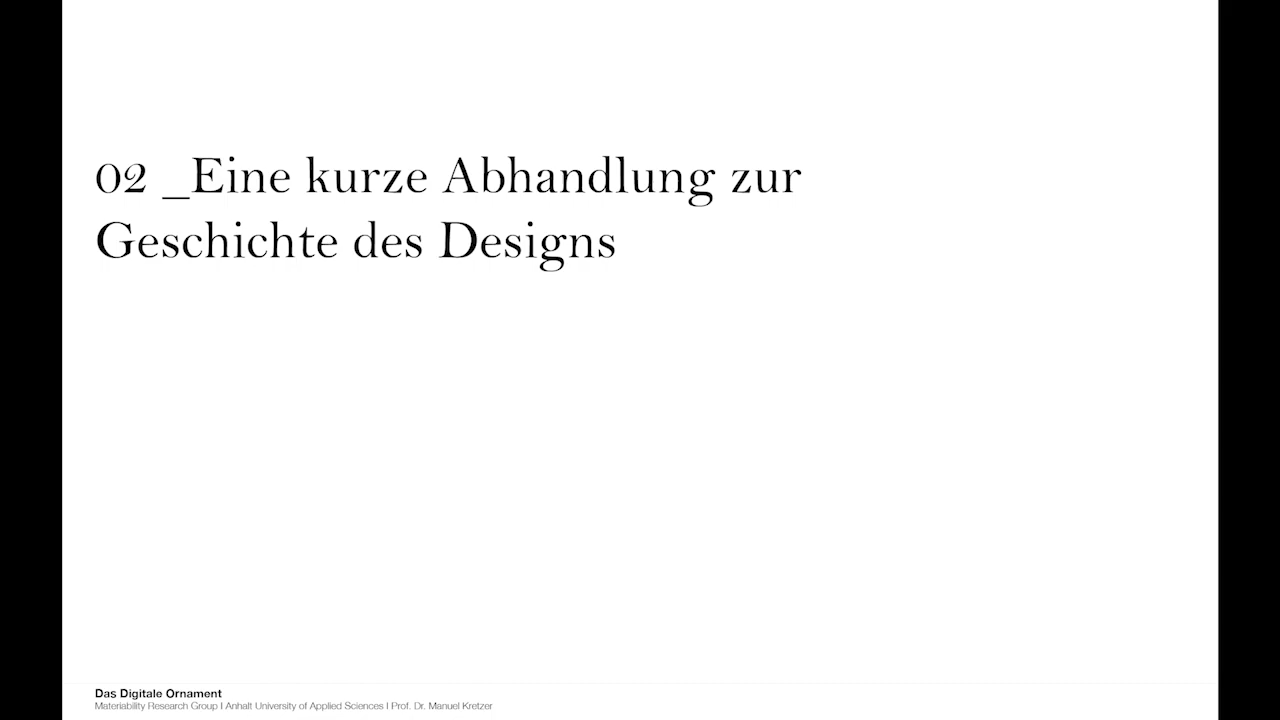 02 _Eine kurze Abhandlung zur
Geschichte des Designs
Das Digitale Ornament
Materiability Research Group I Anhalt University of Applied Sciences I Prof. Dr. Manuel Kretzer